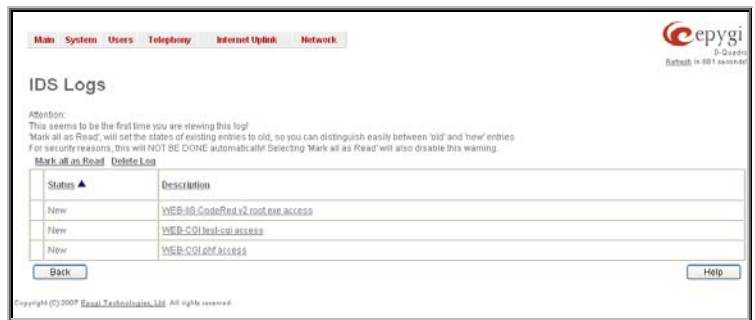 Main System Users Telephony Internet Uplink Network
epygi
D-Quadro
Refresh in 881 seconds!
IDS Logs
Attention:
This seems to be the first time you are viewing this log!
'Mark all as Read', will set the states of existing entries to old, so you can distinguish easily between 'old' and 'new' entries.
For security reasons, this will NOT BE DONE automatically! Selecting 'Mark all as Read' will also disable this warning.
Mark all as Read Delete Log
Status Description
New WEB-IIS CodeRed v2 root.exe access
New WEB-CGI test-cgi access
New WEB-CGI phf access
Back Help
Copyright (C) 2007 Epygi Technologies, Ltd. All rights reserved.